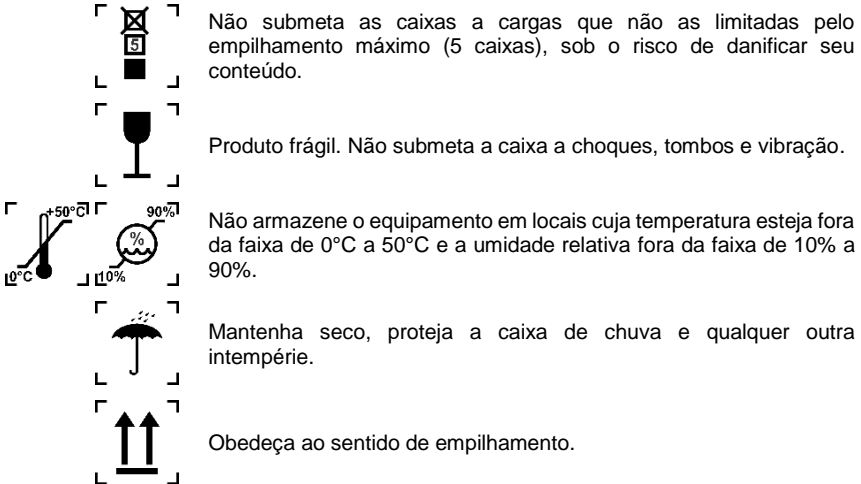 5
Não submeta as caixas a cargas que não as limitadas pelo
empilhamento máximo (5 caixas), sob o risco de danificar seu
conteúdo.
Produto frágil. Não submeta a caixa a choques, tombos e vibração.
+50°C
0°C
90%
%
10%
Não armazene o equipamento em locais cuja temperatura esteja fora
da faixa de 0°C a 50°C e a umidade relativa fora da faixa de 10% a
90%.
Mantenha seco, proteja a caixa de chuva e qualquer outra
intempérie.
Obedeça ao sentido de empilhamento.